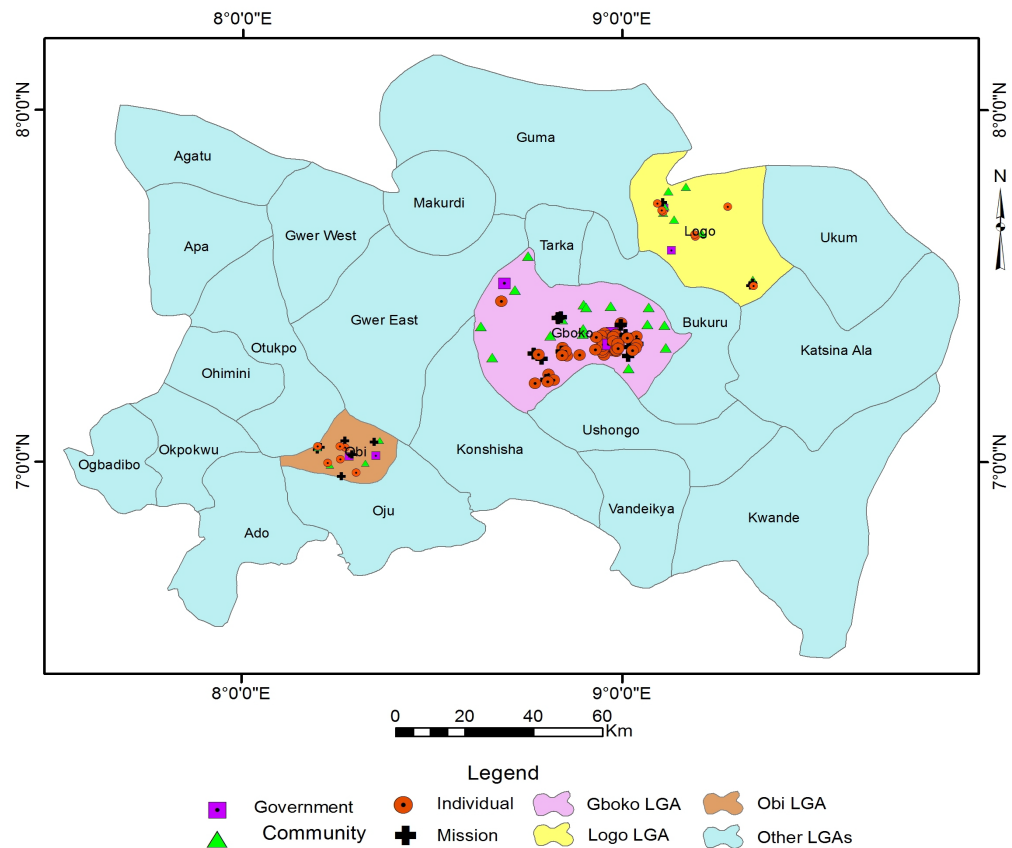 8°0'0"E 9°0'0"E
8°0'0"N
8°0'0"N
Guma
Agatu
N
Makurdi
Logo
Gwer West
Ukum
Apa
Tarka
Gwer East
Bukuru
Gboko
Otukpo
Katsina Ala
Ohimini
Ushongo
Okpokwu
Obi
Konshisha
Ogbadibo
7°0'0"N
7°0'0"N
Vandeikya
Oju
Kwande
Ado
8°0'0"E 9°0'0"E
0 20 40 60
Km
Legend
Government Individual Gboko LGA Obi LGA
Community Mission Logo LGA Other LGAs